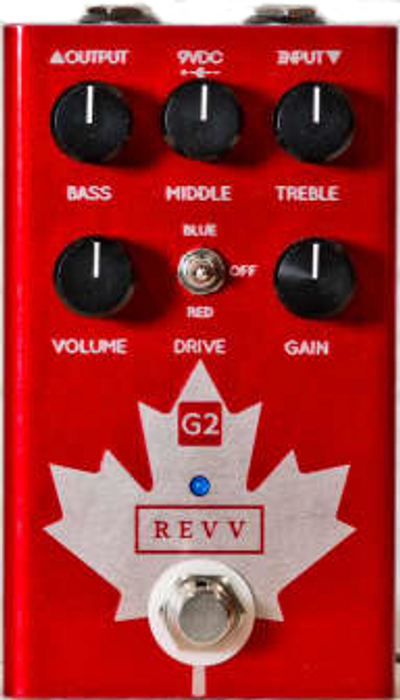 ▲OUTPUT 9VDC INPUT▼
BASS MIDDLE TREBLE
BLUE
OFF
RED
VOLUME DRIVE GAIN
G2
REVV